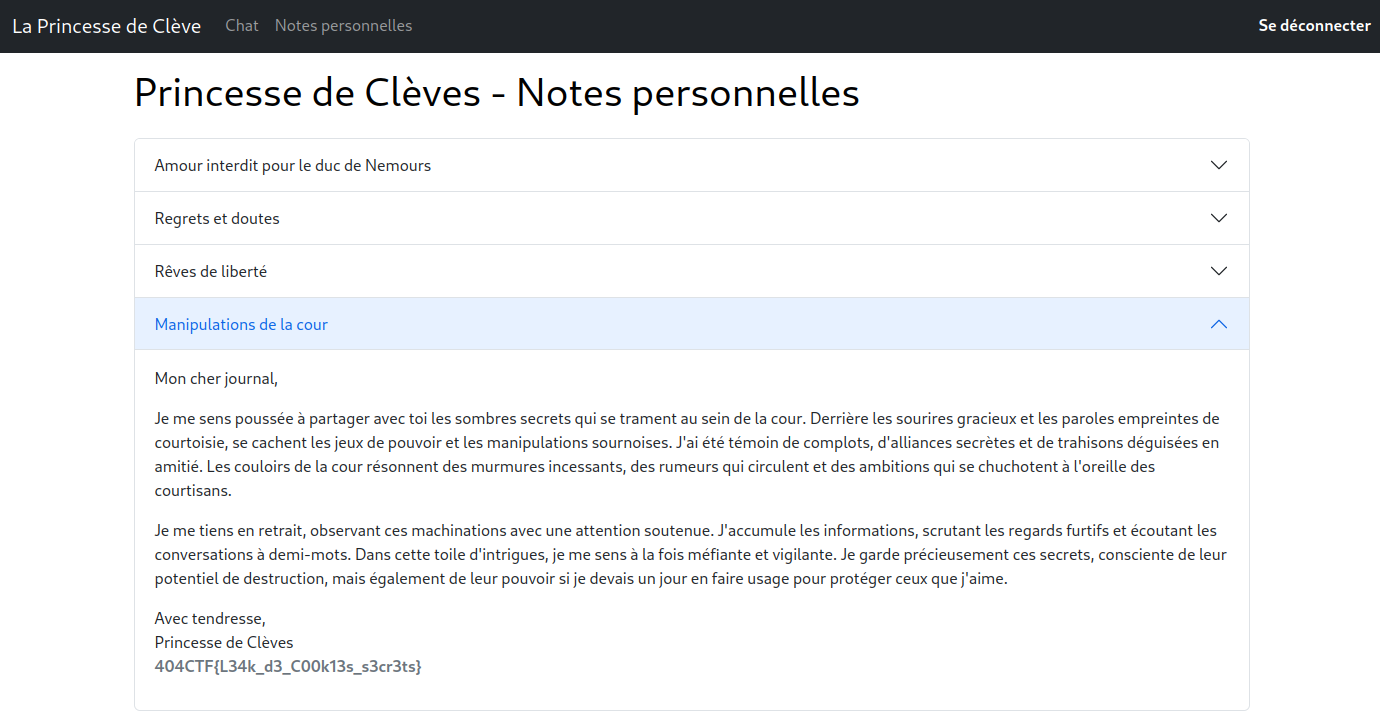 La Princesse de Clève Chat Notes personnelles Se déconnecter
Princesse de Clèves - Notes personnelles
Amour interdit pour le duc de Nemours
Regrets et doutes
Rêves de liberté
Manipulations de la cour
Mon cher journal,
Je me sens poussée à partager avec toi les sombres secrets qui se trament au sein de la cour. Derrière les sourires gracieux et les paroles empreintes de
courtoisie, se cachent les jeux de pouvoir et les manipulations sournoises. J'ai été témoin de complots, d'alliances secrètes et de trahisons déguisées en
amitié. Les couloirs de la cour résonnent des murmures incessants, des rumeurs qui circulent et des ambitions qui se chuchotent à l'oreille des
courtisans.
Je me tiens en retrait, observant ces machinations avec une attention soutenue. J'accumule les informations, scrutant les regards furtifs et écoutant les
conversations à demi-mots. Dans cette toile d'intrigues, je me sens à la fois méfiante et vigilante. Je garde précieusement ces secrets, consciente de leur
potentiel de destruction, mais également de leur pouvoir si je devais un jour en faire usage pour protéger ceux que j'aime.
Avec tendresse,
Princesse de Clèves
404CTF{L34k_d3_C00k13s_s3cr3ts}